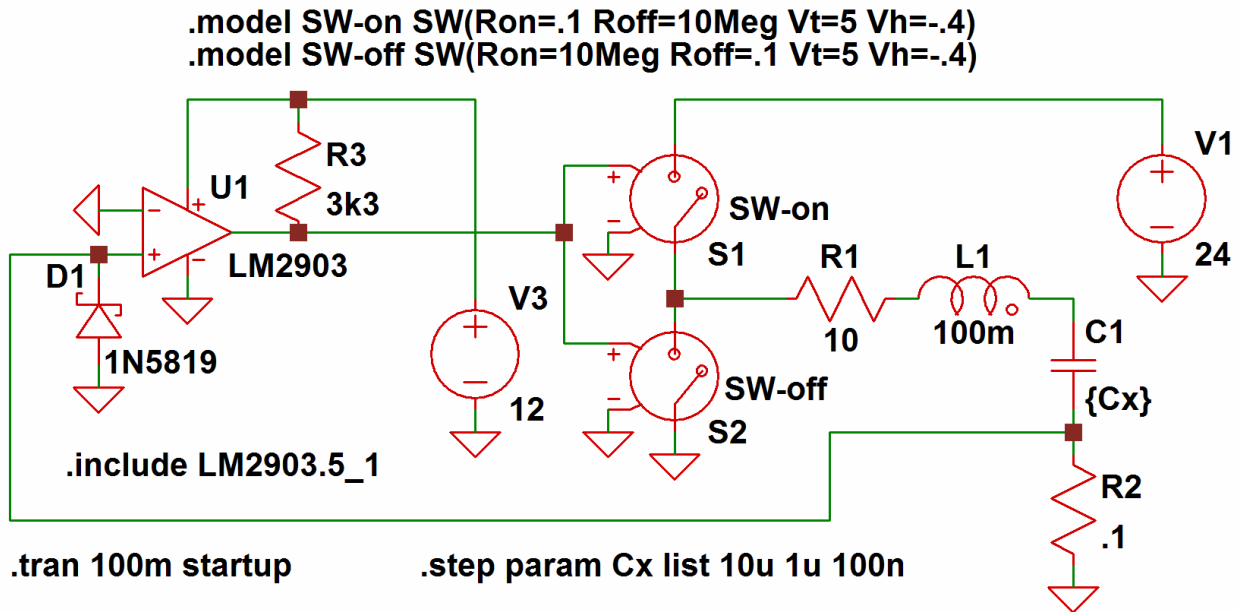 .model SW-on SW(Ron=.1 Roff=10Meg Vt=5 Vh=-.4)
.model SW-off SW(Ron=10Meg Roff=.1 Vt=5 Vh=-.4)
R3
3k3
U1
LM2903
D1
1N5819
V3
12
SW-on
S1
SW-off
S2
R1
10
L1
100m
V1
24
C1
{Cx}
R2
.1
.include LM2903.5_1
.tran 100m startup
.step param Cx list 10u 1u 100n